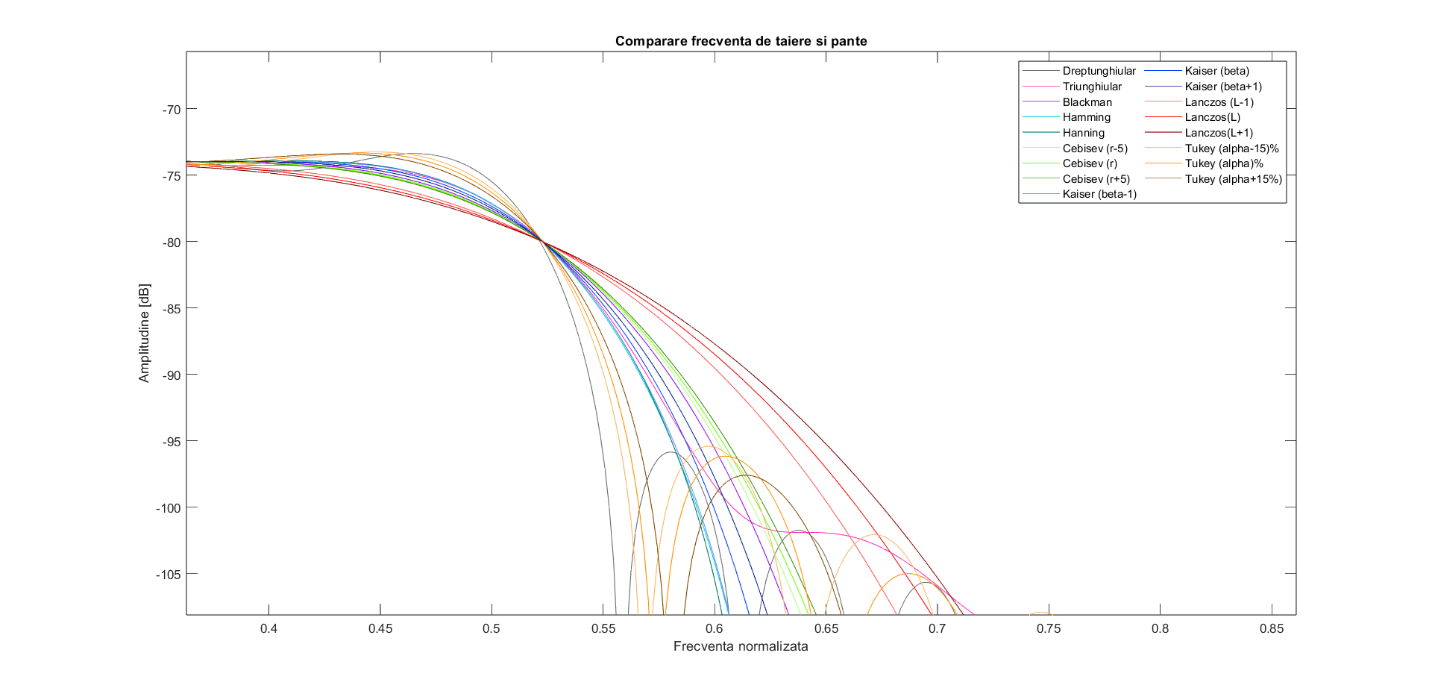 Comparare frecventa de taiere si pante
Dreptunghiular
Triunghiular
Blackman
Hamming
Hanning
Cebisev (r-5)
Cebisev (r)
Cebisev (r+5)
Kaiser (beta-1)
Kaiser (beta)
Kaiser (beta+1)
Lanczos (L-1)
Lanczos(L)
Lanczos(L+1)
Tukey (alpha-15)%
Tukey (alpha)%
Tukey (alpha+15%)
Amplitudine [dB]
-70
-75
-80
-85
-90
-95
-100
-105
0.4 0.45 0.5 0.55 0.6 0.65 0.7 0.75 0.8 0.85
Frecventa normalizata